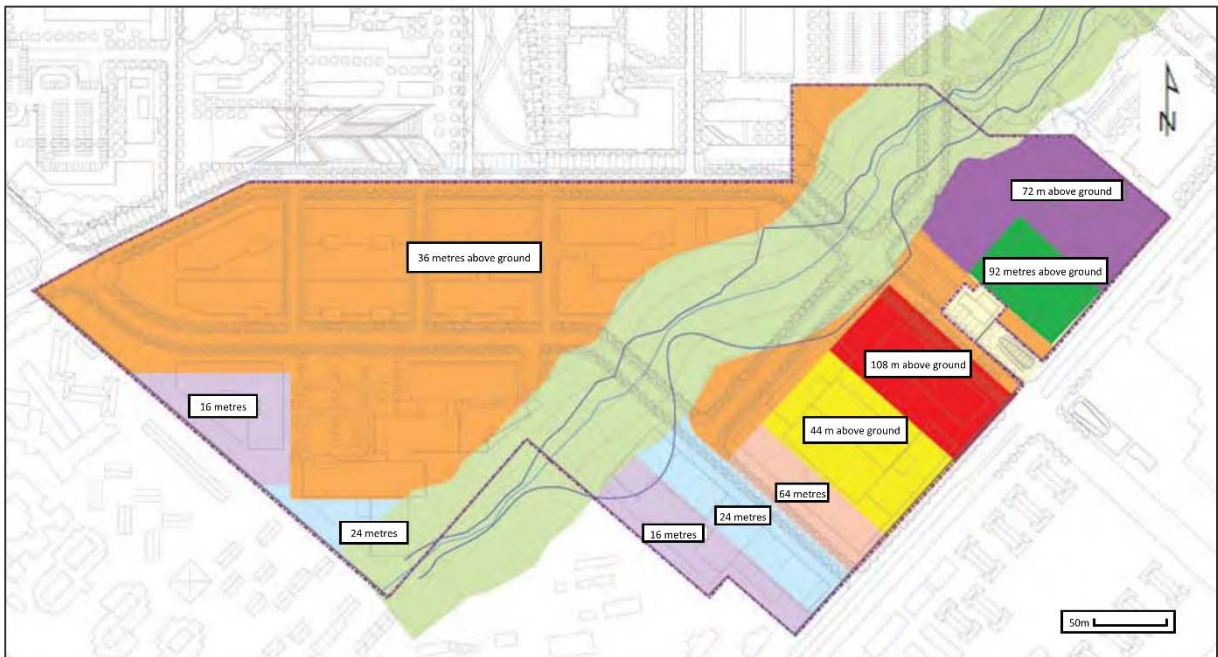 N
72 m above ground
36 metres above ground
92 metres above ground
108 m above ground
16 metres
44 m above ground
64 metres
24 metres
24 metres
16 metres
50m